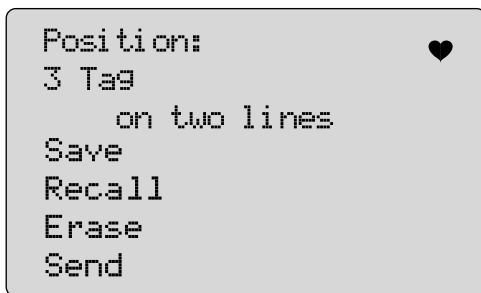 Position:
3 Tag
on two lines
Save
Recall
Erase
Send